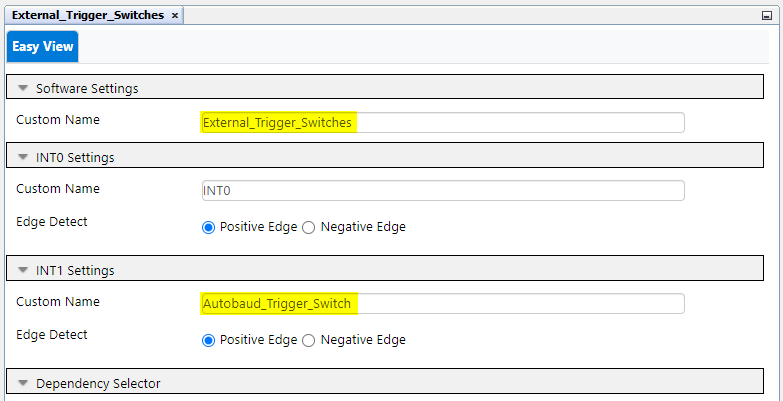 External_Trigger_Switches ×
Easy View
Software Settings
Custom Name External_Trigger_Switches
INT0 Settings
Custom Name INT0
Edge Detect Positive Edge Negative Edge
INT1 Settings
Custom Name Autobaud_Trigger_Switch
Edge Detect Positive Edge Negative Edge
Dependency Selector